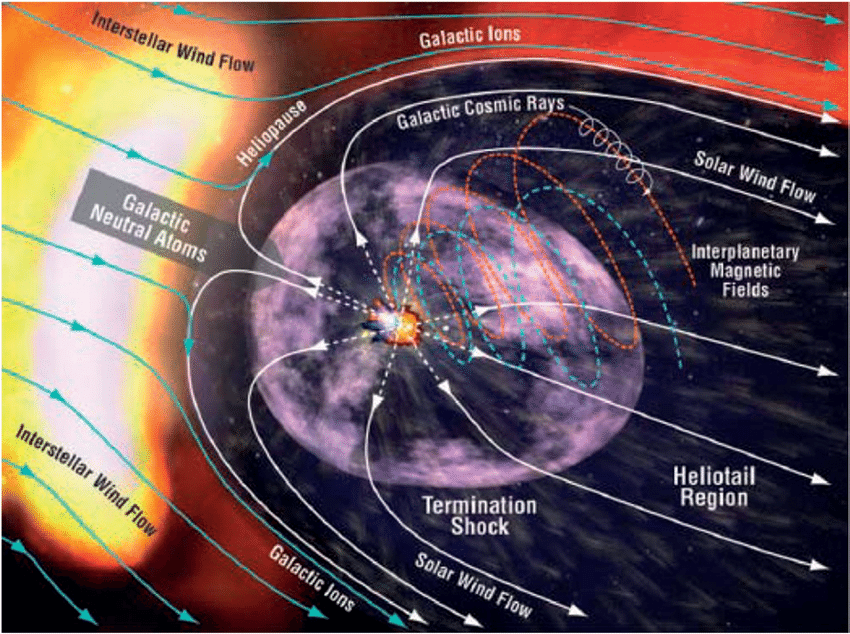 Interstellar Wind Flow
Galactic Ions
Heliopause
Galactic Cosmic Rays
Solar Wind Flow
Galactic
Neutral Atoms
Interplanetary
Magnetic
Fields
Interstellar Wind Flow
Termination
Shock
Heliotail
Region
Galactic Ions
Solar Wind Flow